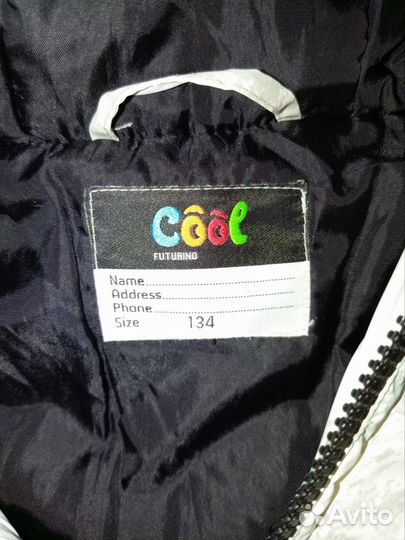 Côôl
FUTURINO
Name
Address
Phone
Size 134
Avito